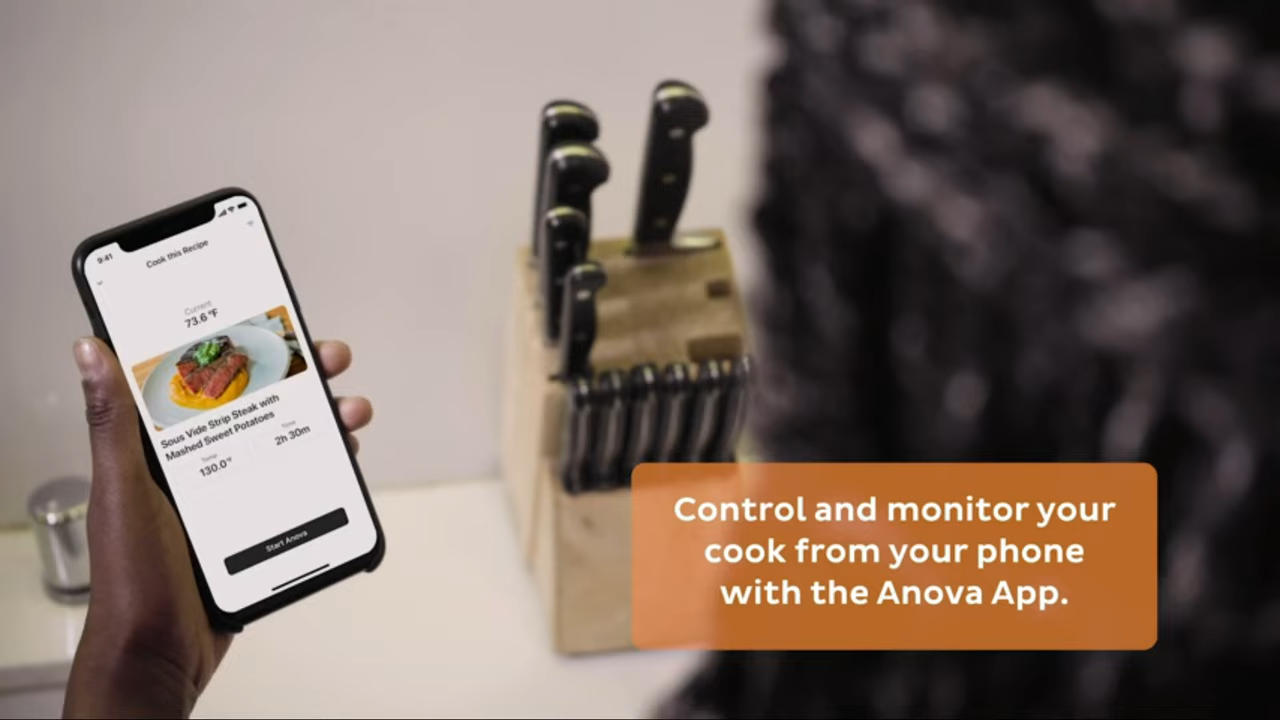 9:41
Cook this Recipe
Current
73.6 °F
Sous Vide Strip Steak with
Mashed Sweet Potatoes
Temp
130.0°F
Time
2h 30m
Start Anova
Control and monitor your
cook from your phone
with the Anova App.